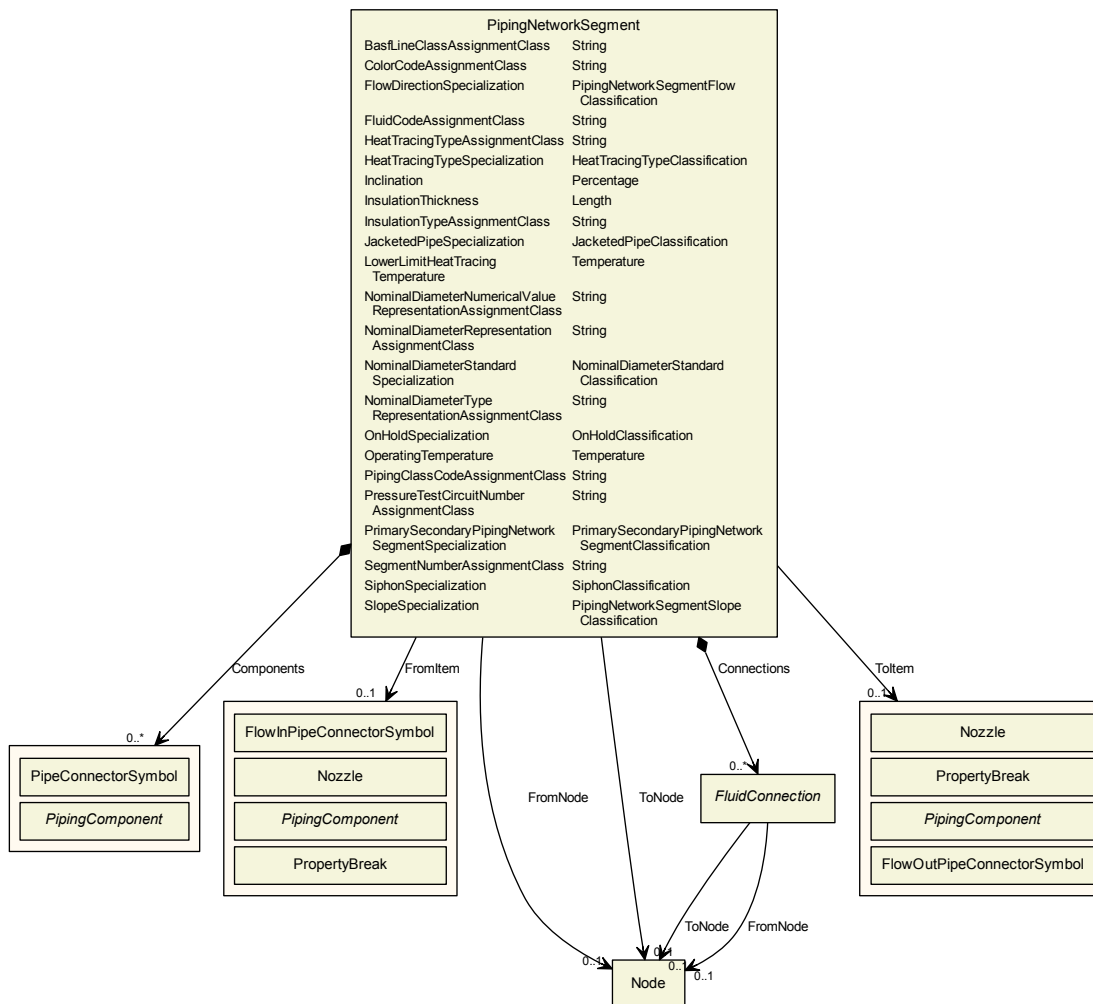 PipingNetworkSegment
BasfLineClassAssignmentClass String
ColorCodeAssignmentClass String
FlowDirectionSpecialization PipingNetworkSegmentFlow
Classification
FluidCodeAssignmentClass String
HeatTracingTypeAssignmentClass String
HeatTracingTypeSpecialization HeatTracingTypeClassification
Inclination Percentage
InsulationThickness Length
InsulationTypeAssignmentClass String
JacketedPipeSpecialization JacketedPipeClassification
LowerLimitHeatTracing Temperature
Temperature
NominalDiameterNumericalValue String
RepresentationAssignmentClass
NominalDiameterRepresentation String
AssignmentClass
NominalDiameterStandard NominalDiameterStandard
Specialization Classification
NominalDiameterType String
RepresentationAssignmentClass
OnHoldSpecialization OnHoldClassification
OperatingTemperature Temperature
PipingClassCodeAssignmentClass String
PressureTestCircuitNumber String
AssignmentClass
PrimarySecondaryPipingNetwork PrimarySecondaryPipingNetwork
SegmentSpecialization SegmentClassification
SegmentNumberAssignmentClass String
SiphonSpecialization SiphonClassification
SlopeSpecialization PipingNetworkSegmentSlope
Classification
Components FromItem Connections ToItem
0..1 0..1
FlowInPipeConnectorSymbol Nozzle
0..*
PipeConnectorSymbol Nozzle PropertyBreak
0..*
FluidConnection
FromNode ToNode
PipingComponent PipingComponent PipingComponent
PropertyBreak FlowOutPipeConnectorSymbol
ToNode FromNode
0..1 0..1 0..1 0..1
Node